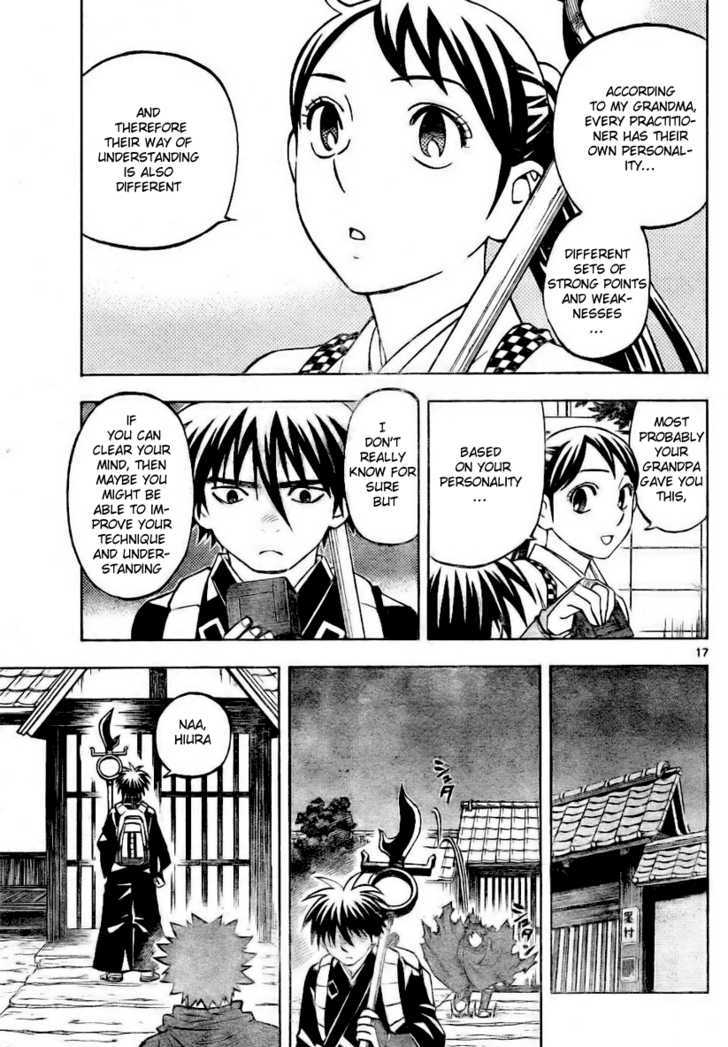 ACCORDING
TO MY GRANDMA,
EVERY PRACTITIO-
NER HAS THEIR
OWN PERSONAL-
ITY...
DIFFERENT
SETS OF
STRONG POINTS
AND WEAK-
NESSES
...
AND
THEREFORE
THEIR WAY OF
UNDERSTANDING
IS ALSO
DIFFERENT
MOST
PROBABLY
YOUR
GRANDPA
GAVE YOU
THIS,
BASED
ON YOUR
PERSONALITY
...
I
DON'T
REALLY
KNOW FOR
SURE
BUT
IF
YOU CAN
CLEAR YOUR
MIND, THEN
MAYBE YOU
MIGHT BE
ABLE TO IM-
PROVE YOUR
TECHNIQUE
AND UNDER-
STANDING
17
シュタ
NAA,
HIURA